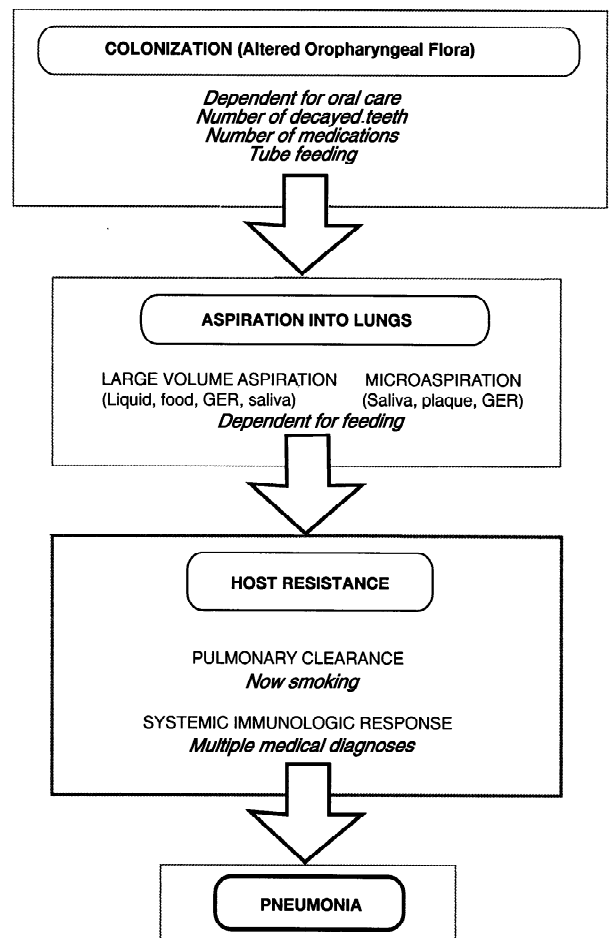 COLONIZATION (Altered Oropharyngeal Flora)
Dependent for oral care
Number of decayed.teeth
Number of medications
Tube feeding
ASPIRATION INTO LUNGS
LARGE VOLUME ASPIRATION MICROASPIRATION
(Liquid, food, GER, saliva) (Saliva, plaque, GER)
Dependent for feeding
HOST RESISTANCE
PULMONARY CLEARANCE
Now smoking
SYSTEMIC IMMUNOLOGIC RESPONSE
Multiple medical diagnoses
PNEUMONIA